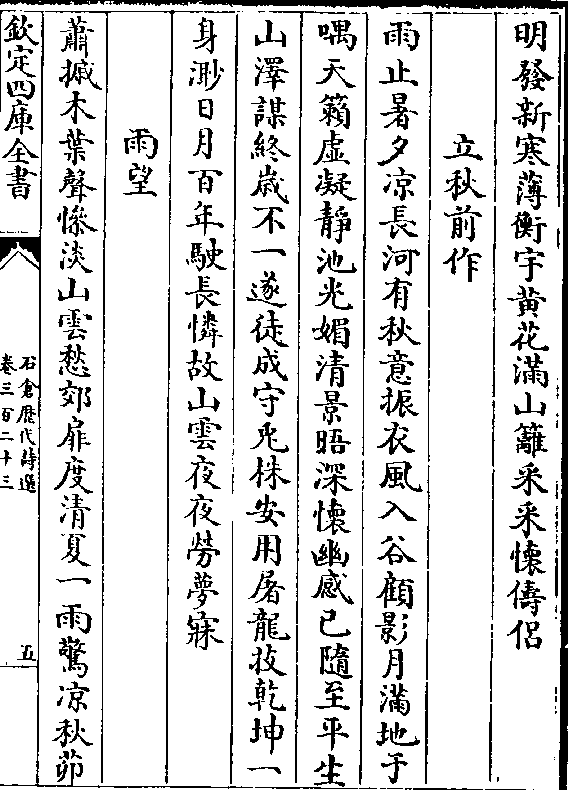 明發新寒薄衡宇黄花滿山籬采采懷儔侣
立秋前作
雨止暑夕凉長河有秋意振衣風入谷顧影月滿地于
喁天籟虚凝靜池光媚清景晤深懷幽感已隨至平生
山澤謀終歳不一遂徒成守兎株安用屠龍技乾坤一
身渺日月百年駛長憐故山雲夜夜勞夢寐
雨望
蕭摵木葉聲慘淡山雲愁郊扉度清夏一雨驚凉秋茆
欽定四庫全書
石倉歴代詩選
卷三百二十三
五